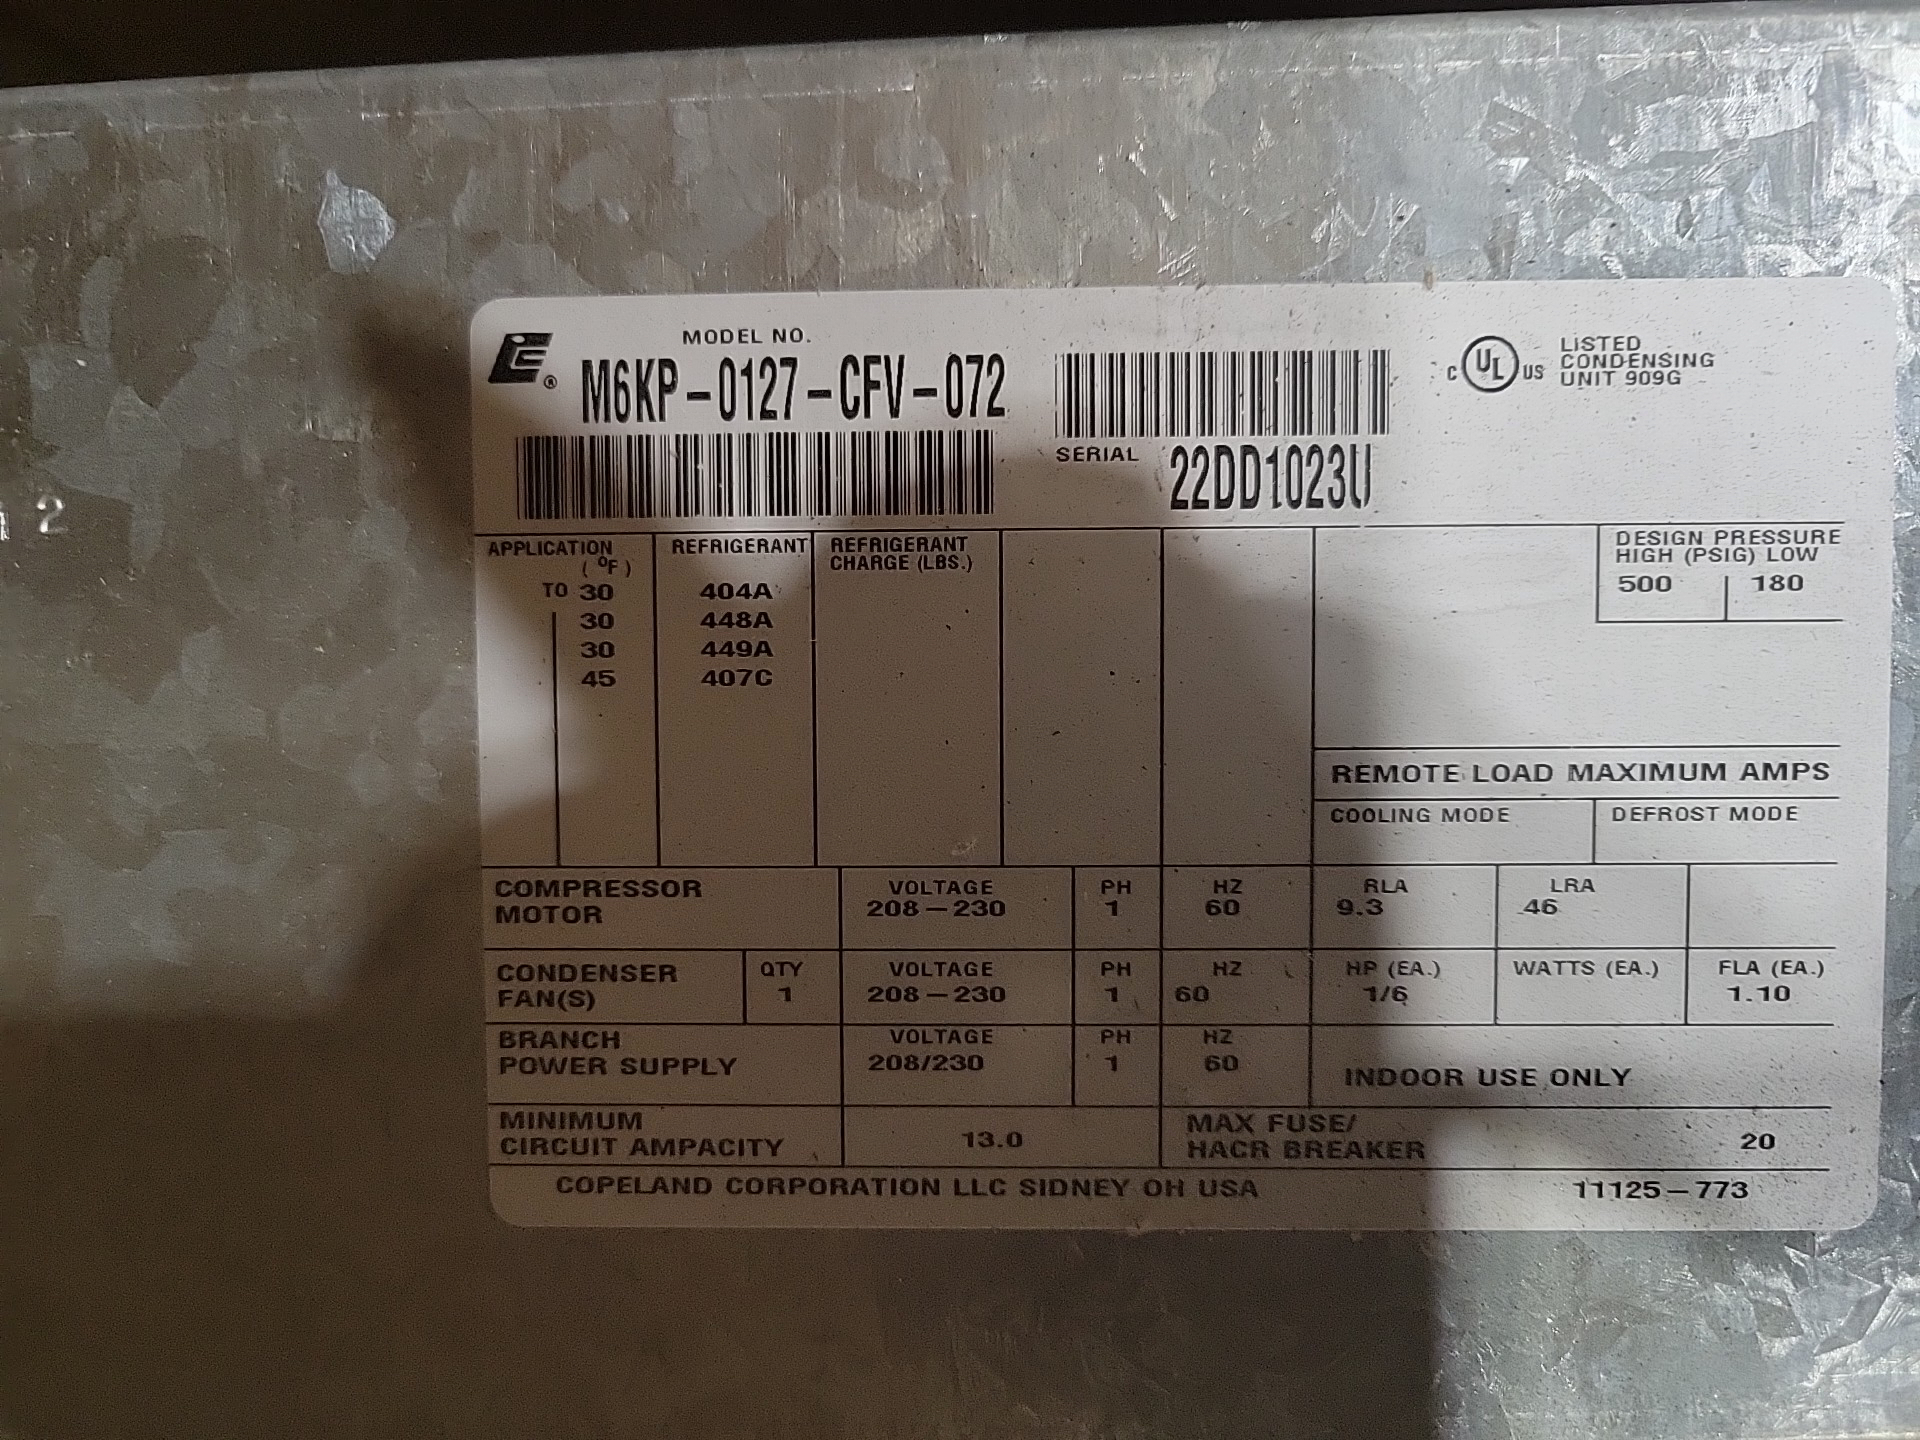 2
MODEL NO.
M6KP-0127-CFV-072
SERIAL 22DD1023U
C UL US LISTED
CONDENSING
UNIT 909G
APPLICATION
(°F)
REFRIGERANT
REFRIGERANT
CHARGE (LBS.)
DESIGN PRESSURE
HIGH (PSIG) LOW
500 180
TO 30 404A
30 448A
30 449A
45 407C
REMOTE LOAD MAXIMUM AMPS
COOLING MODE DEFROST MODE
COMPRESSOR
MOTOR
VOLTAGE PH HZ RLA LRA
208-230 1 60 9.3 46
CONDENSER
FAN(S)
QTY VOLTAGE PH HZ HP (EA.) WATTS (EA.) FLA (EA.)
1 208-230 1 60 1/6 1.10
BRANCH
POWER SUPPLY
VOLTAGE PH HZ
208/230 1 60
INDOOR USE ONLY
MINIMUM
CIRCUIT AMPACITY
13.0
MAX FUSE/
HACR BREAKER
20
COPELAND CORPORATION LLC SIDNEY OH USA 11125-773